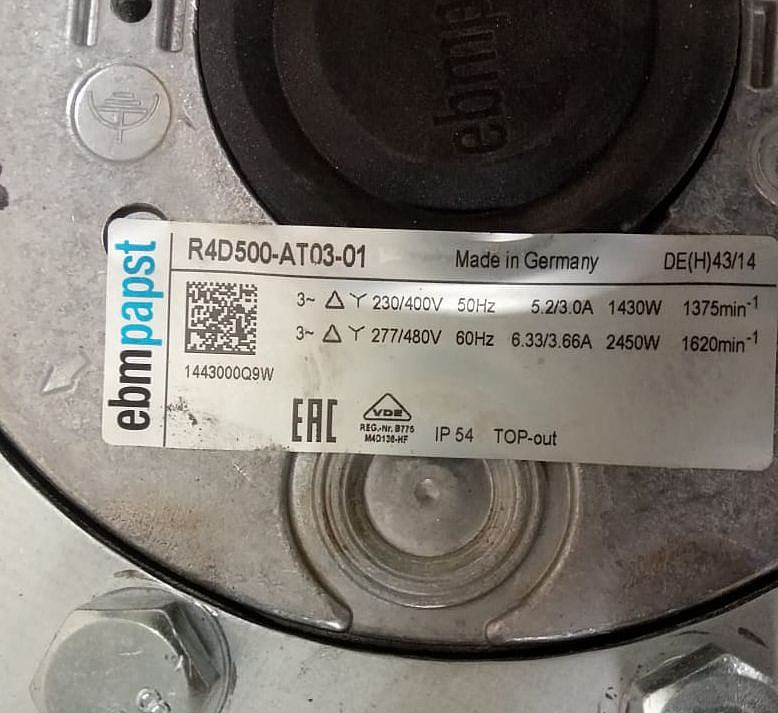 ebmpapst
R4D500-AT03-01 Made in Germany DE(H)43/14
3~ △ Y 230/400V 50Hz 5.2/3.0A 1430W 1375min⁻¹
3~ △ Y 277/480V 60Hz 6.33/3.66A 2450W 1620min⁻¹
1443000Q9W
ebmpapst
EAC
VDE
REG.-Nr. B775
M4D138-HF
IP 54 TOP-out